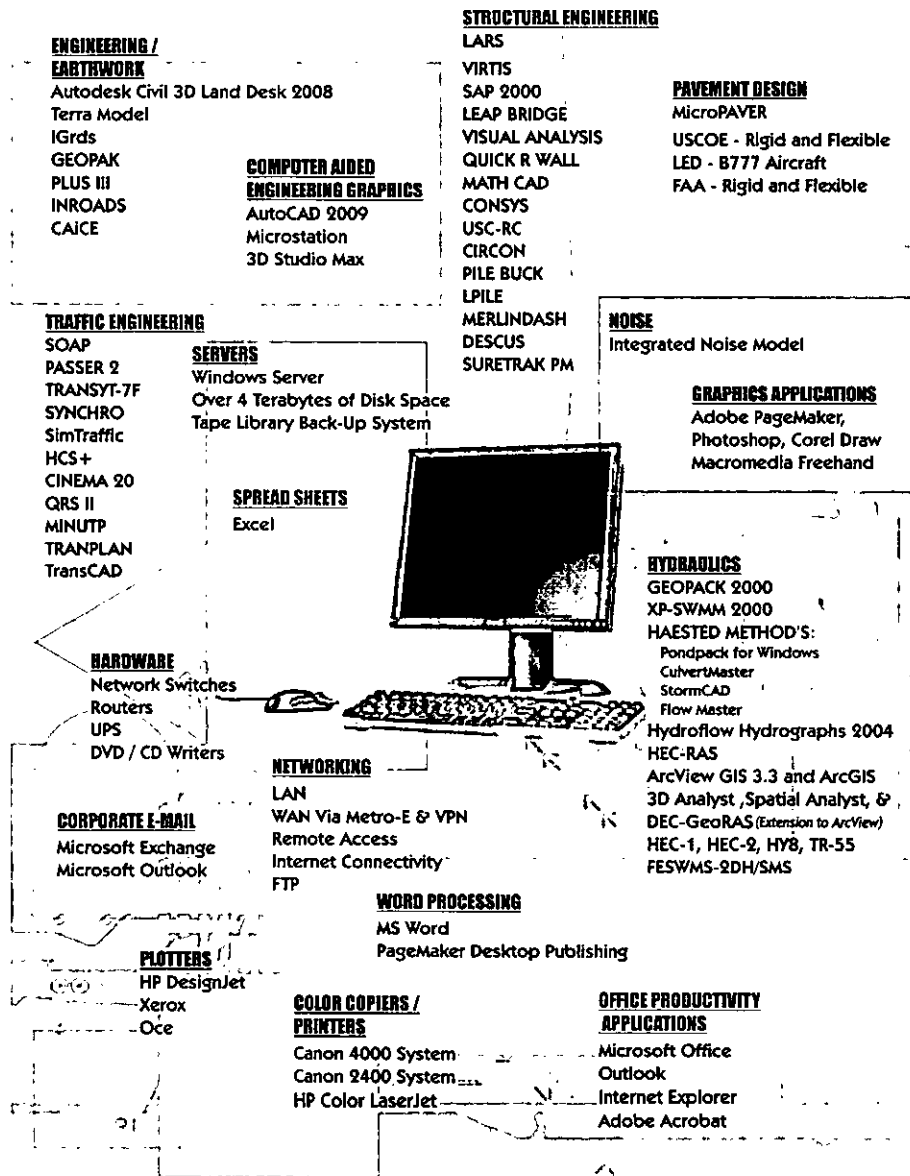 ENGINEERING /
EARTHWORK
Autodesk Civil 3D Land Desk 2008
Terra Model
IGrds
GEOPAK
PLUS III
INROADS
CAiCE
COMPUTER AIDED
ENGINEERING GRAPHICS
AutoCAD 2009
Microstation
3D Studio Max
STRUCTURAL ENGINEERING
LARS
VIRTIS
SAP 2000
LEAP BRIDGE
VISUAL ANALYSIS
QUICK R WALL
MATH CAD
CONSYS
USC-RC
CIRCON
PILE BUCK
LPILE
MERLINDASH
DESCUS
SURETRAK PM
PAVEMENT DESIGN
MicroPAVER
USCOE - Rigid and Flexible
LED - B777 Aircraft
FAA - Rigid and Flexible
TRAFFIC ENGINEERING
SOAP
PASSER 2
TRANSYT-7F
SYNCHRO
SimTraffic
HCS+
CINEMA 20
QRS II
MINUTP
TRANPLAN
TransCAD
SERVERS
Windows Server
Over 4 Terabytes of Disk Space
Tape Library Back-Up System
NOISE
Integrated Noise Model
GRAPHICS APPLICATIONS
Adobe PageMaker,
Photoshop, Corel Draw
Macromedia Freehand
SPREAD SHEETS
Excel
HYDRAULICS
GEOPACK 2000
XP-SWMM 2000
HAESTED METHOD'S:
Pondpack for Windows
CulvertMaster
StormCAD
Flow Master
Hydroflow Hydrographs 2004
HEC-RAS
ArcView GIS 3.3 and ArcGIS
3D Analyst ,Spatial Analyst, &
DEC-GeoRAS (Extension to ArcView)
HEC-1, HEC-2, HY8, TR-55
FESWMS-2DH/SMS
HARDWARE
Network Switches
Routers
UPS
DVD / CD Writers
NETWORKING
LAN
WAN Via Metro-E & VPN
Remote Access
Internet Connectivity
FTP
CORPORATE E-MAIL
Microsoft Exchange
Microsoft Outlook
WORD PROCESSING
MS Word
PageMaker Desktop Publishing
PLOTTERS
HP DesignJet
Xerox
Oce
COLOR COPIERS /
PRINTERS
Canon 4000 System
Canon 2400 System
HP Color LaserJet
OFFICE PRODUCTIVITY
APPLICATIONS
Microsoft Office
Outlook
Internet Explorer
Adobe Acrobat